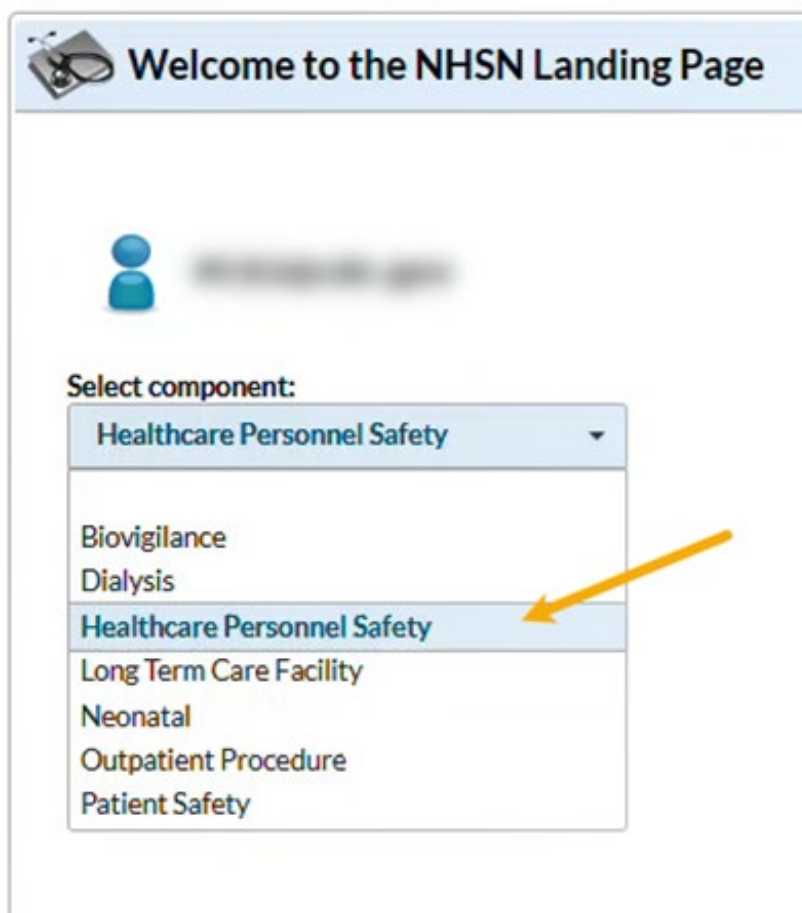 Welcome to the NHSN Landing Page
Select component:
Healthcare Personnel Safety
Biovigilance
Dialysis
Healthcare Personnel Safety
Long Term Care Facility
Neonatal
Outpatient Procedure
Patient Safety